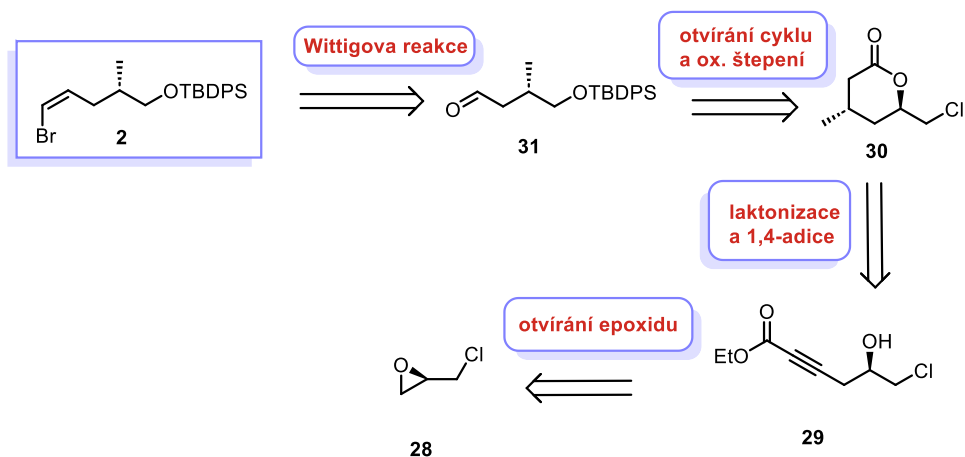 Wittigova reakce
otvírání cyklu
a ox. štepení
OTBDPS
Br
2
O
OTBDPS
31
O
O
Cl
30
laktonizace
a 1,4-adice
otvírání epoxidu
O
EtO
OH
Cl
29
O
Cl
28